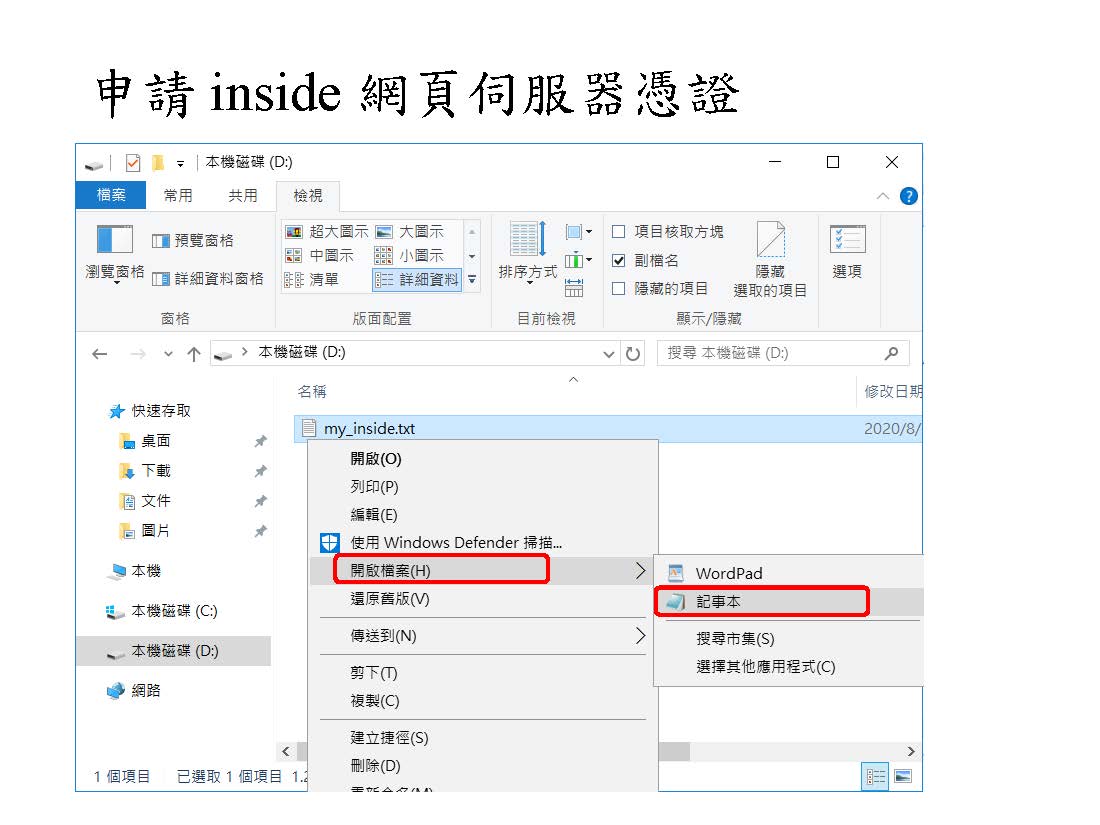 申請 inside 網頁伺服器憑證
本機磁碟 (D:)
檔案 常用 共用 檢視
瀏覽窗格
預覽窗格
詳細資料窗格
窗格
超大圖示 大圖示
中圖示 小圖示
清單 詳細資料
版面配置
排序方式
目前檢視
項目核取方塊
副檔名
隱藏的項目
隱藏
選取的項目
顯示/隱藏
選項
本機磁碟 (D:)
搜尋 本機磁碟 (D:)
名稱 修改日期
快速存取
桌面
下載
文件
圖片
本機
本機磁碟 (C:)
本機磁碟 (D:)
網路
my_inside.txt 2020/8/
開啟(O)
列印(P)
編輯(E)
使用 Windows Defender 掃描...
開啟檔案(H)
還原舊版(V)
傳送到(N)
剪下(T)
複製(C)
建立捷徑(S)
刪除(D)
WordPad
記事本
搜尋市集(S)
選擇其他應用程式(C)
1 個項目 已選取 1 個項目 1.2